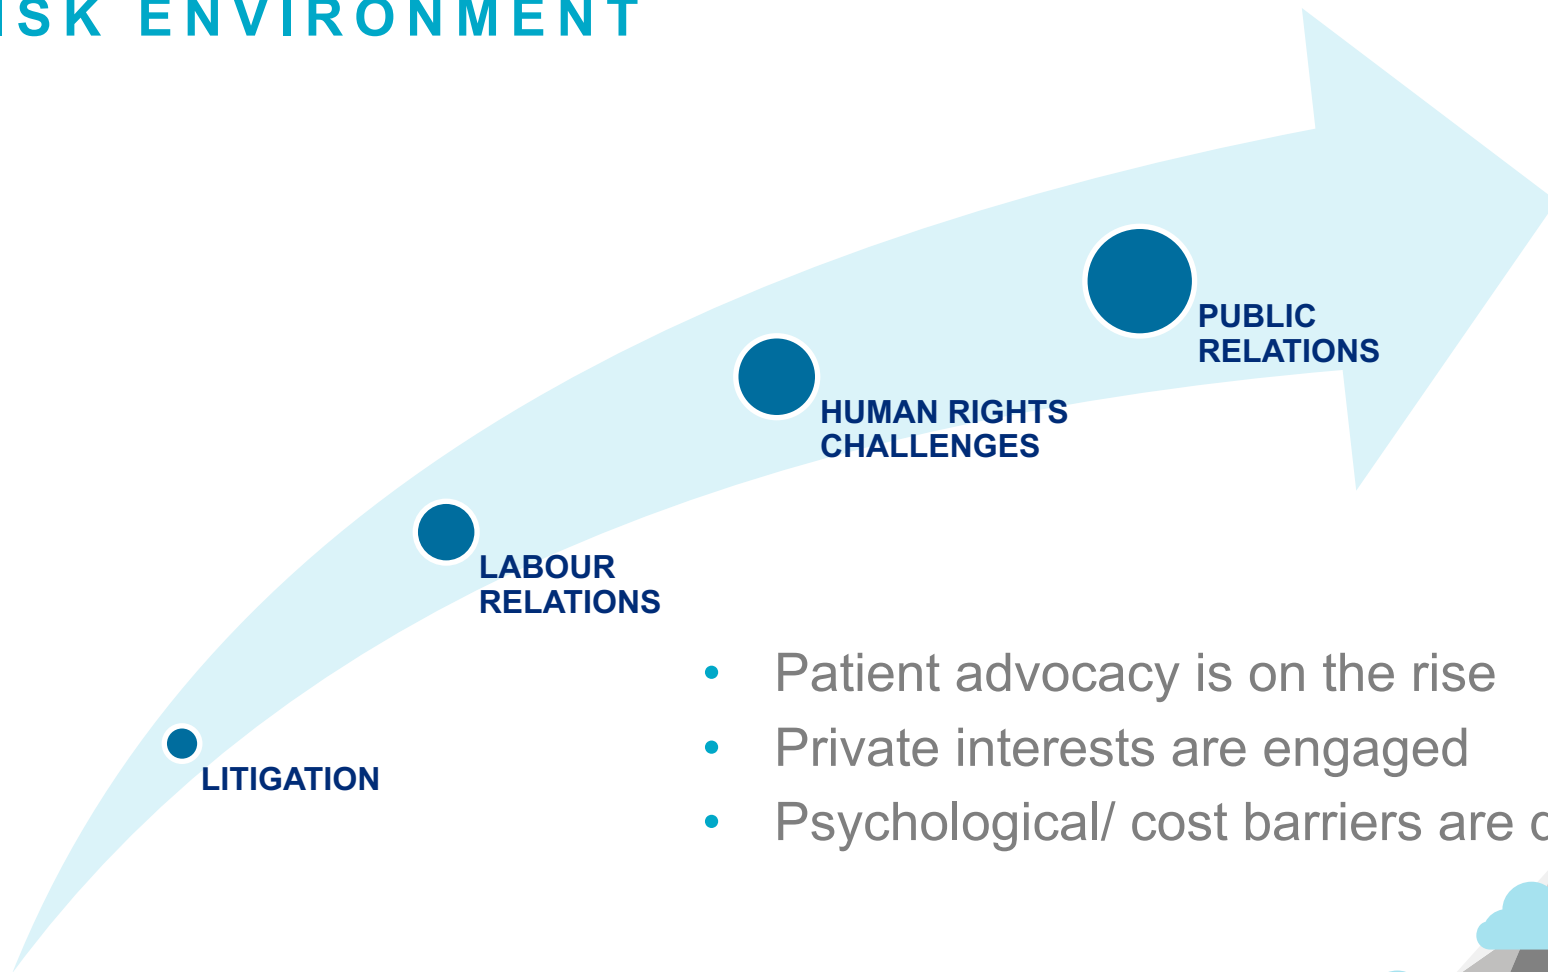 ISK ENVIRONMENT
PUBLIC
RELATIONS
HUMAN RIGHTS
CHALLENGES
LABOUR
RELATIONS
LITIGATION
• Patient advocacy is on the rise
• Private interests are engaged
• Psychological/ cost barriers are